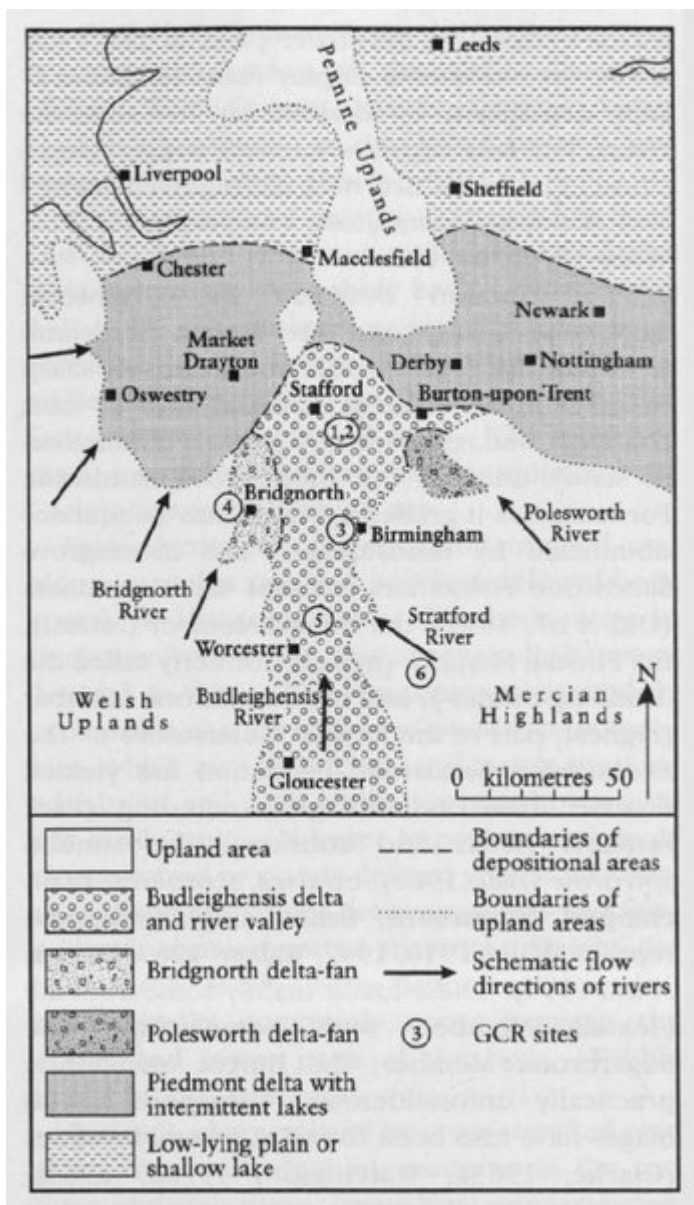 Leeds
Pennine Uplands
Liverpool
Sheffield
Chester
Macclesfield
Newark
Market
Drayton
Derby
Nottingham
Oswestry
Stafford
Burton-upon-Trent
1,2
4
Bridgnorth
3
Birmingham
Polesworth
River
Bridgnorth
River
5
Stratford
River
Worcester
6
Welsh
Uplands
Budleighensis
River
Mercian
Highlands
N
Gloucester
0 kilometres 50
Upland area
Boundaries of
depositional areas
Budleighensis delta
and river valley
Boundaries of
upland areas
Bridgnorth delta-fan
Schematic flow
directions of rivers
Polesworth delta-fan
3
GCR sites
Piedmont delta with
intermittent lakes
Low-lying plain or
shallow lake